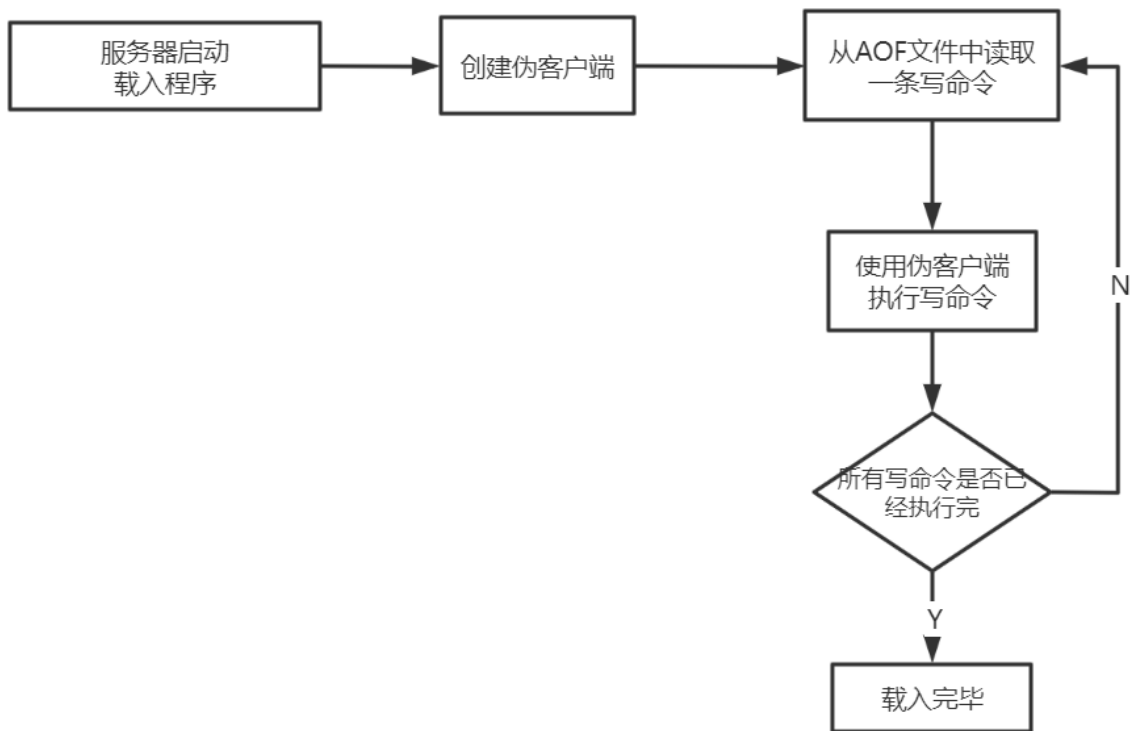 服务器启动
载入程序
创建伪客户端
从AOF文件中读取
一条写命令
使用伪客户端
执行写命令
N
所有写命令是否已
经执行完
Y
载入完毕